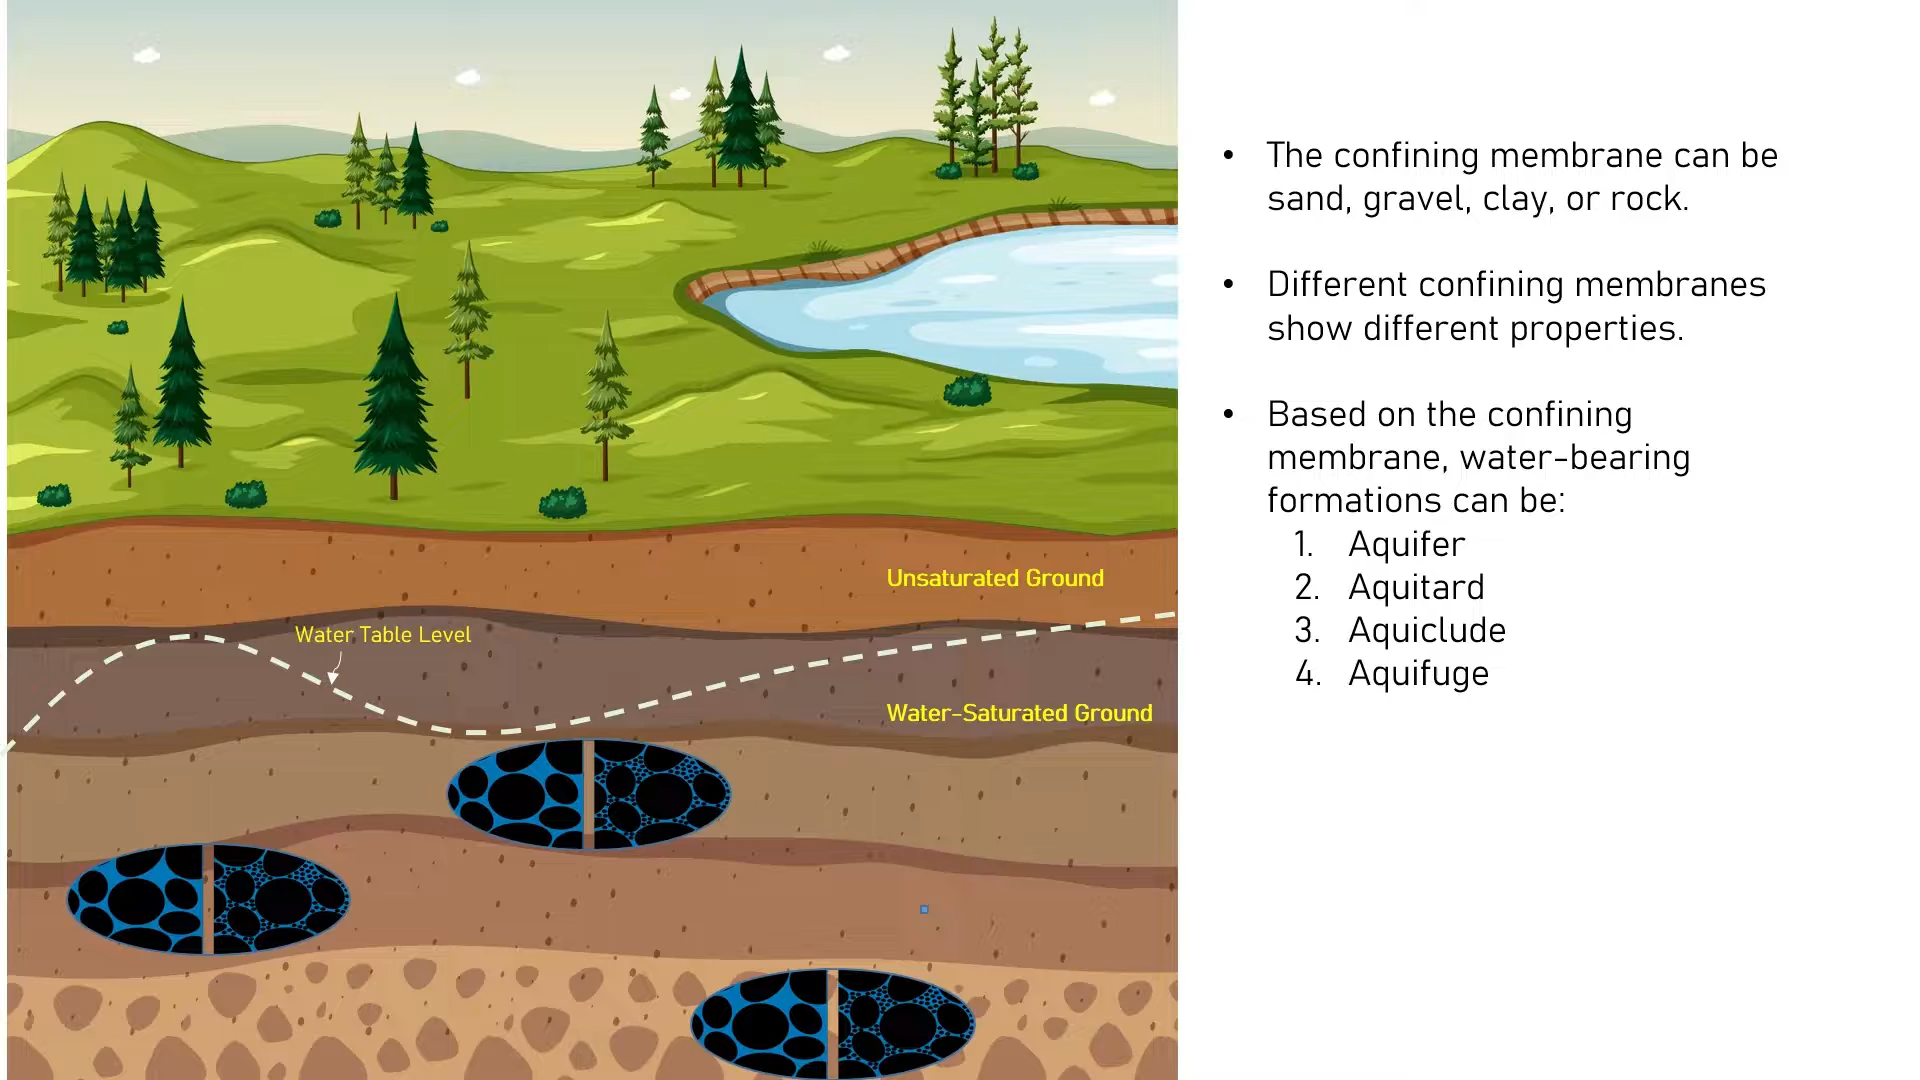 • The confining membrane can be
sand, gravel, clay, or rock.
• Different confining membranes
show different properties.
• Based on the confining
membrane, water-bearing
formations can be:
1. Aquifer
2. Aquitard
3. Aquiclude
4. Aquifuge
Unsaturated Ground
Water Table Level
Water-Saturated Ground